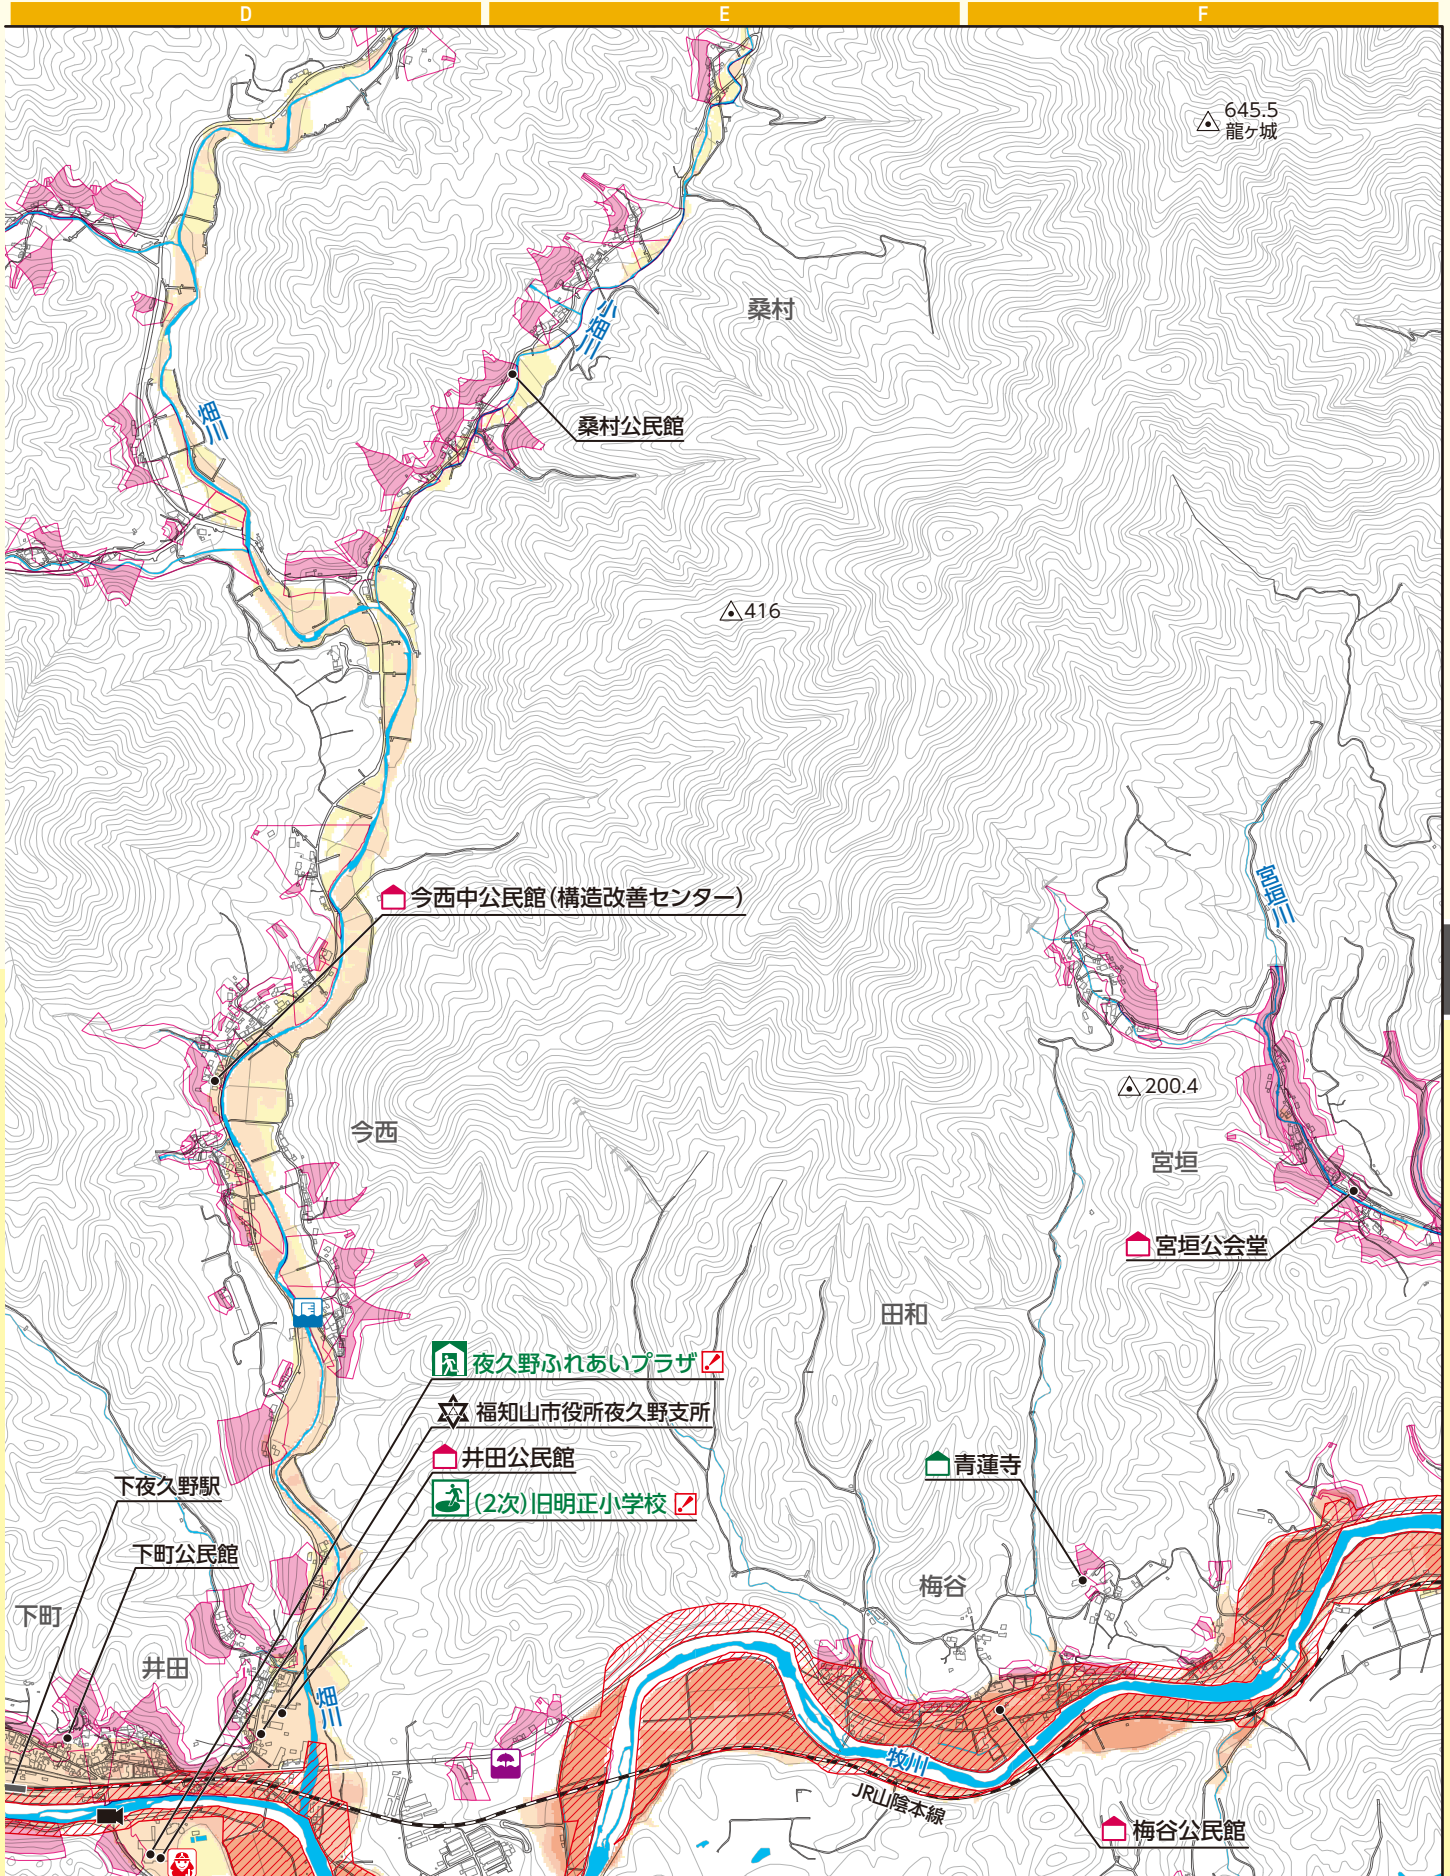 D
E
F
645.5
龍ヶ城
桑村
小畑川
畑川
桑村公民館
416
宮垣川
今西中公民館(構造改善センター)
200.4
今西
宮垣
宮垣公会堂
田和
夜久野ふれあいプラザ
福知山市役所夜久野支所
井田公民館
青蓮寺
下夜久野駅
(2次)旧明正小学校
下町公民館
梅谷
下町
井田
畑川
牧川
JR山陰本線
梅谷公民館